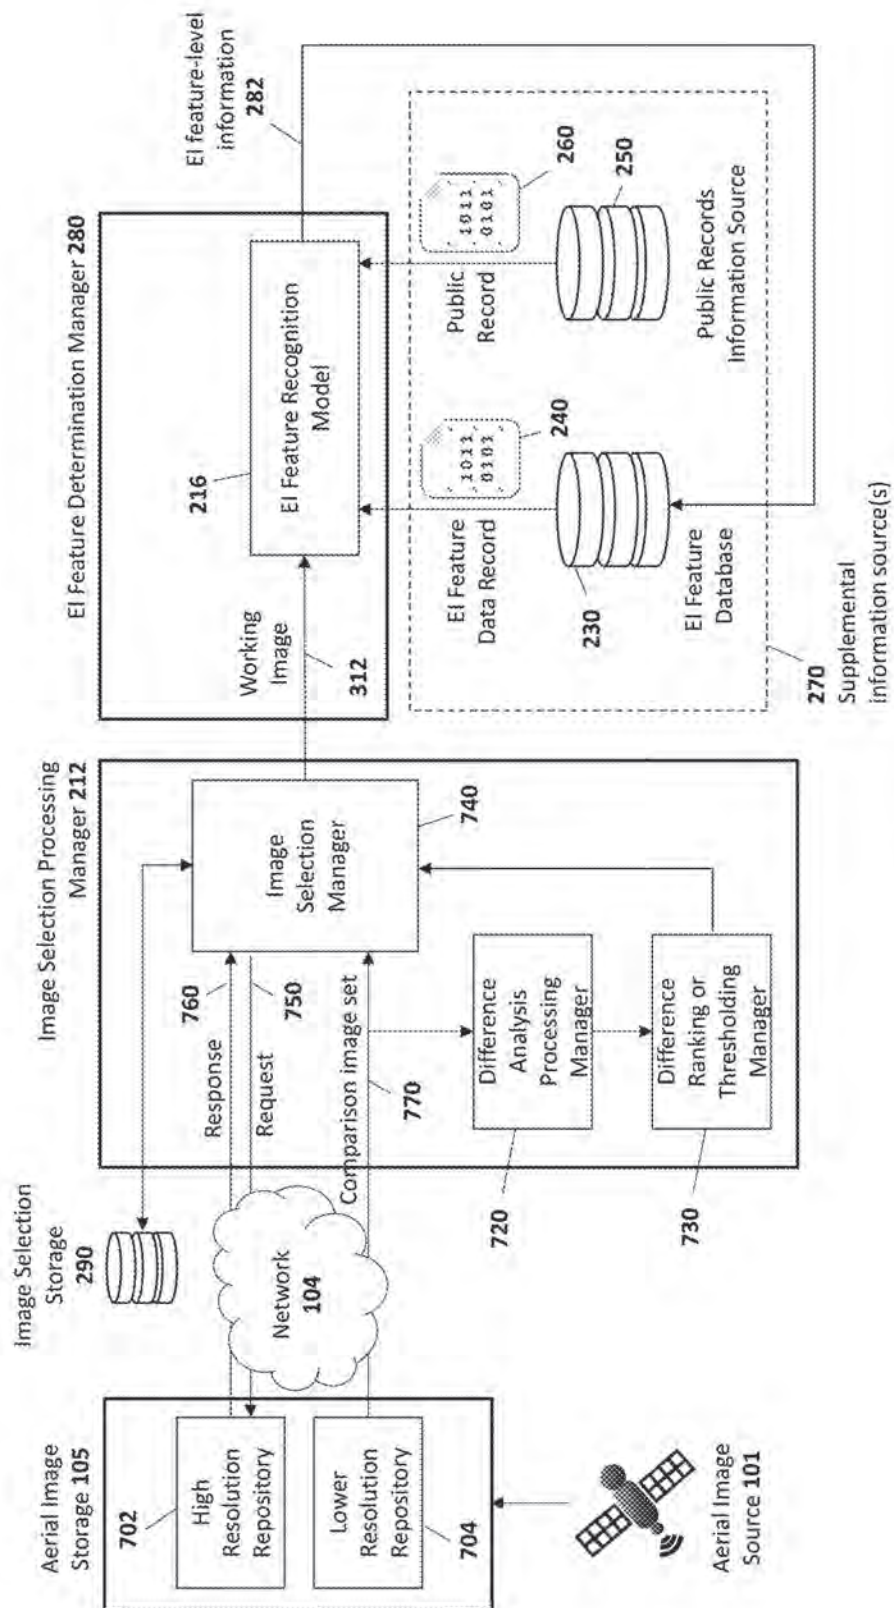 Aerial Image
Storage 105
702
High
Resolution
Repository
Lower
Resolution
Repository
704
Aerial Image
Source 101
Image Selection
Storage
290
Network
104
Image Selection Processing
Manager 212
Response
760
Request
750
Comparison image set
770
Image
Selection
Manager
740
Difference
Analysis
Processing
Manager
720
Difference
Ranking or
Thresholding
Manager
730
EI Feature Determination Manager 280
Working
Image
312
216
EI Feature Recognition
Model
EI feature-level
information
282
EI Feature
Data Record
1011
0101
240
Public
Record
1011
0101
260
230
EI Feature
Database
250
Public Records
Information Source
270
Supplemental
information source(s)